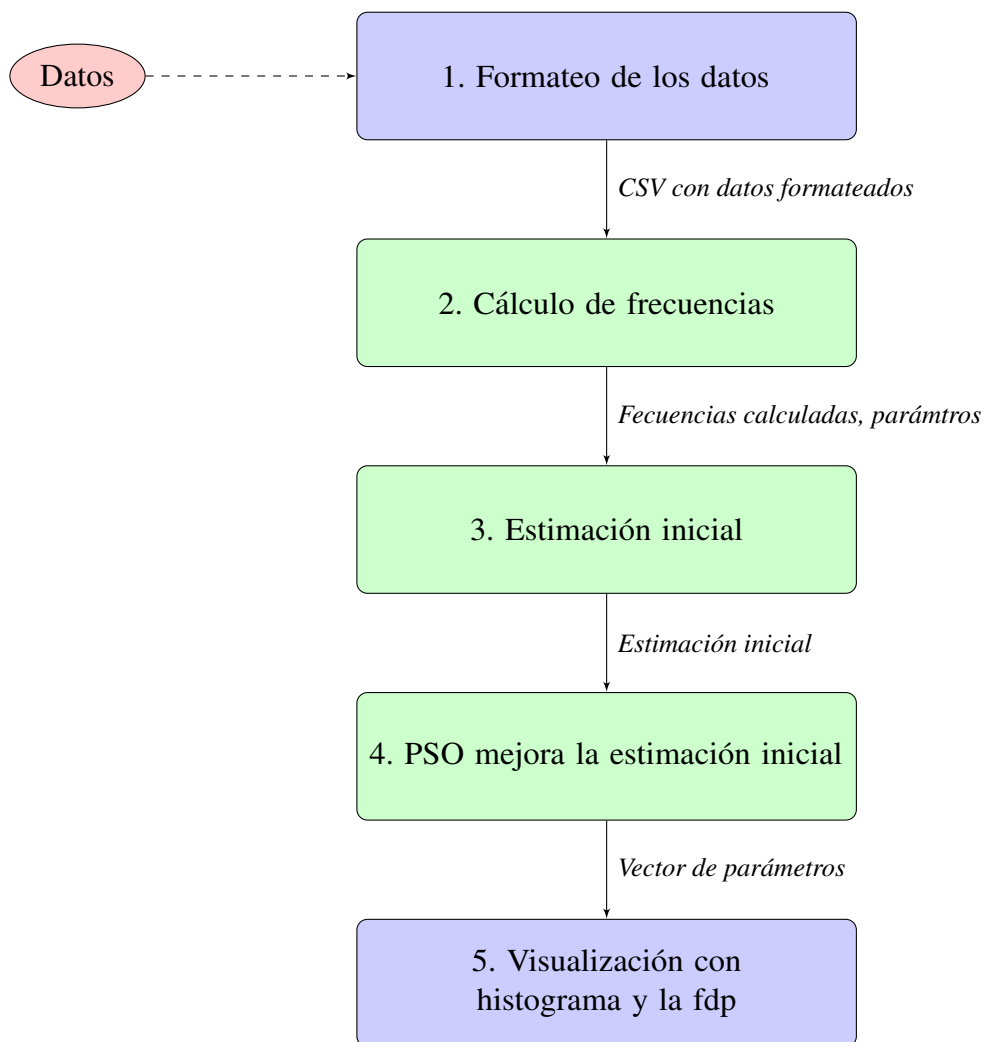 Datos
1. Formateo de los datos
CSV con datos formateados
2. Cálculo de frecuencias
Fecuencias calculadas, parámtros
3. Estimación inicial
Estimación inicial
4. PSO mejora la estimación inicial
Vector de parámetros
5. Visualización con
histograma y la fdp